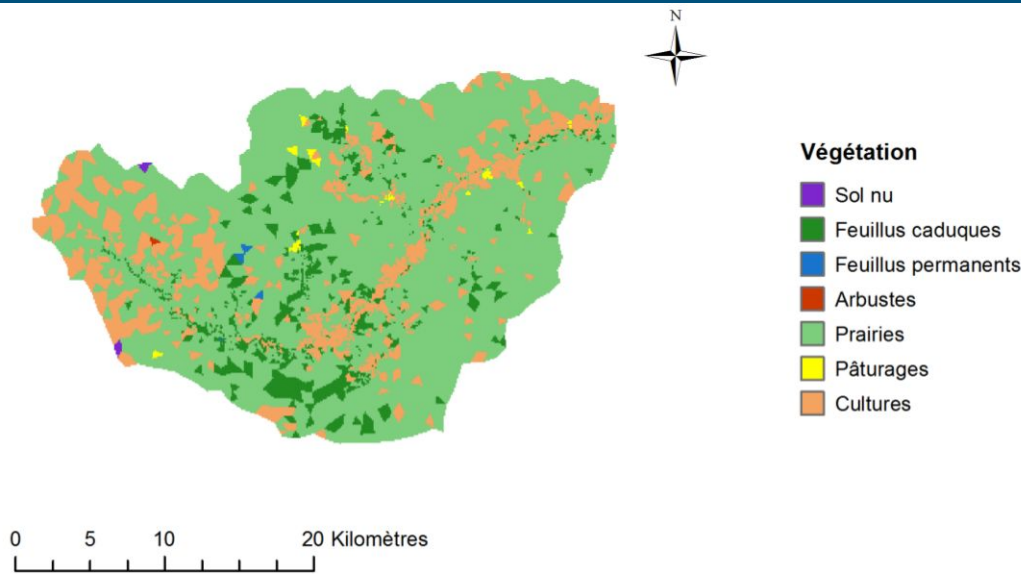 N
Végétation
Sol nu
Feuillus caduques
Feuillus permanents
Arbustes
Prairies
Pâturages
Cultures
0 5 10 20 Kilomètres